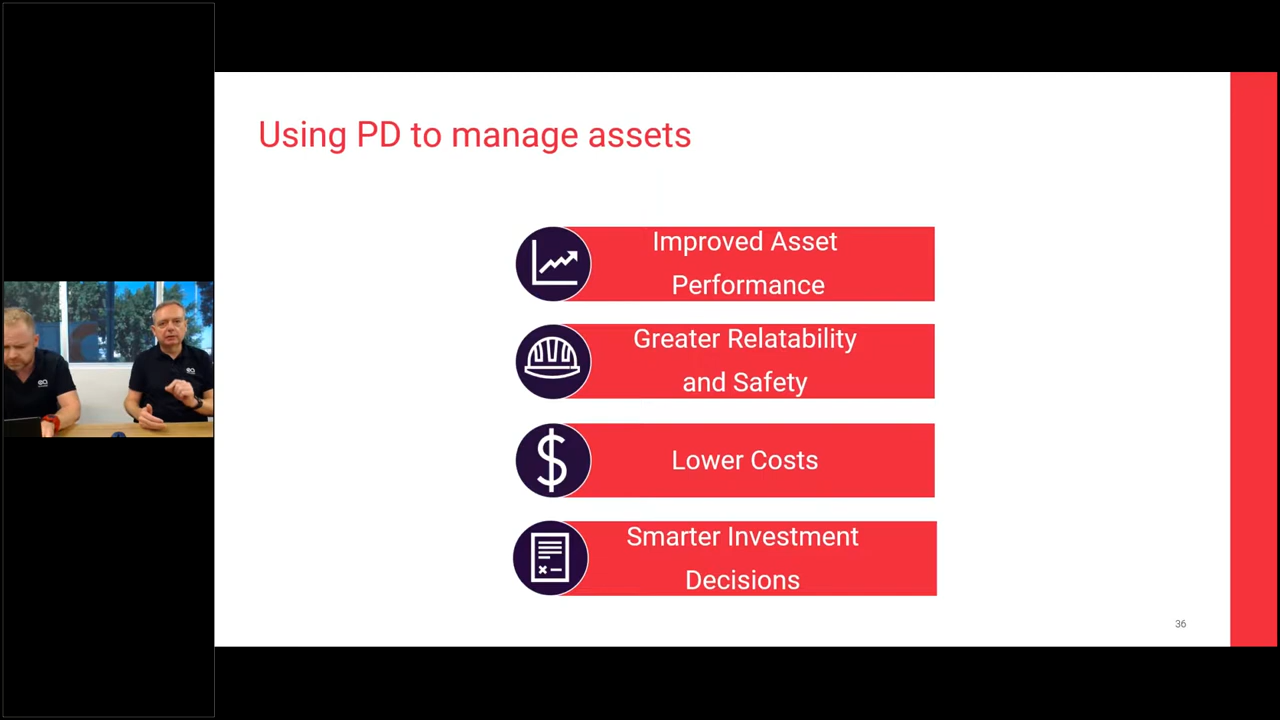 Using PD to manage assets
Improved Asset
Performance
Greater Relatability
and Safety
$
Lower Costs
Smarter Investment
Decisions
36